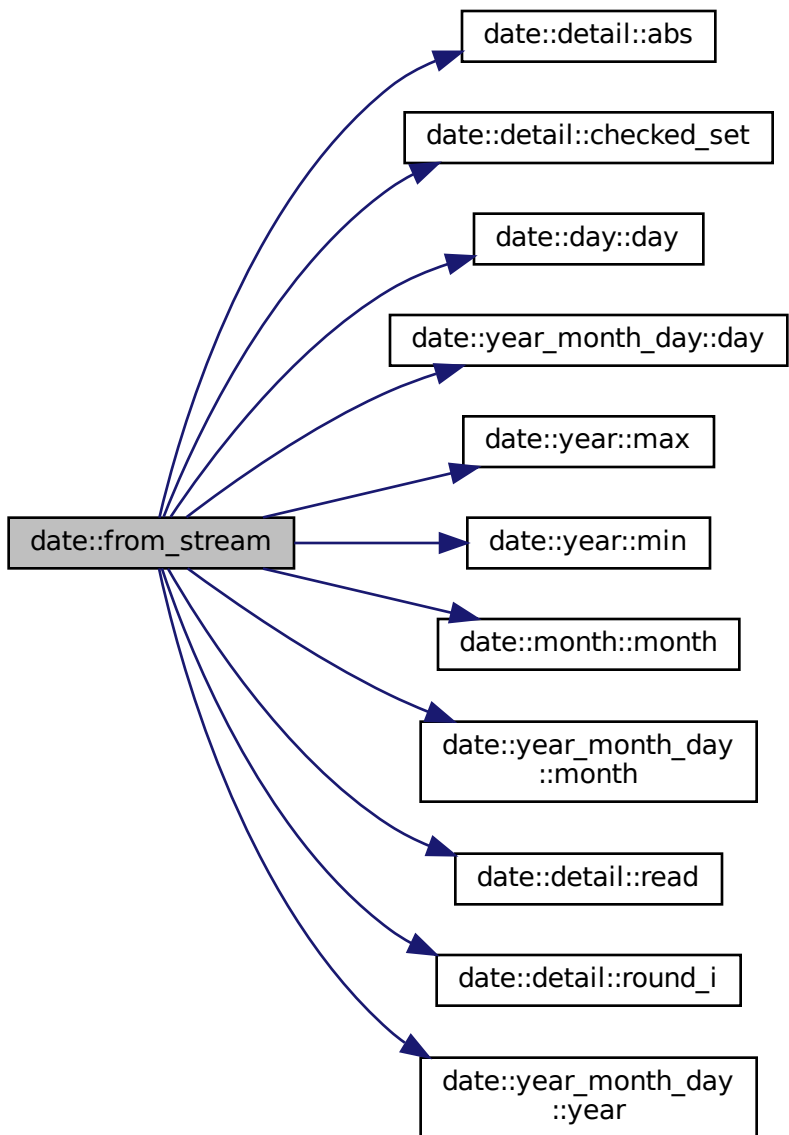 date::detail::abs
date::detail::checked_set
date::day::day
date::year_month_day::day
date::year::max
date::from_stream
date::year::min
date::month::month
date::year_month_day
::month
date::detail::read
date::detail::round_i
date::year_month_day
::year